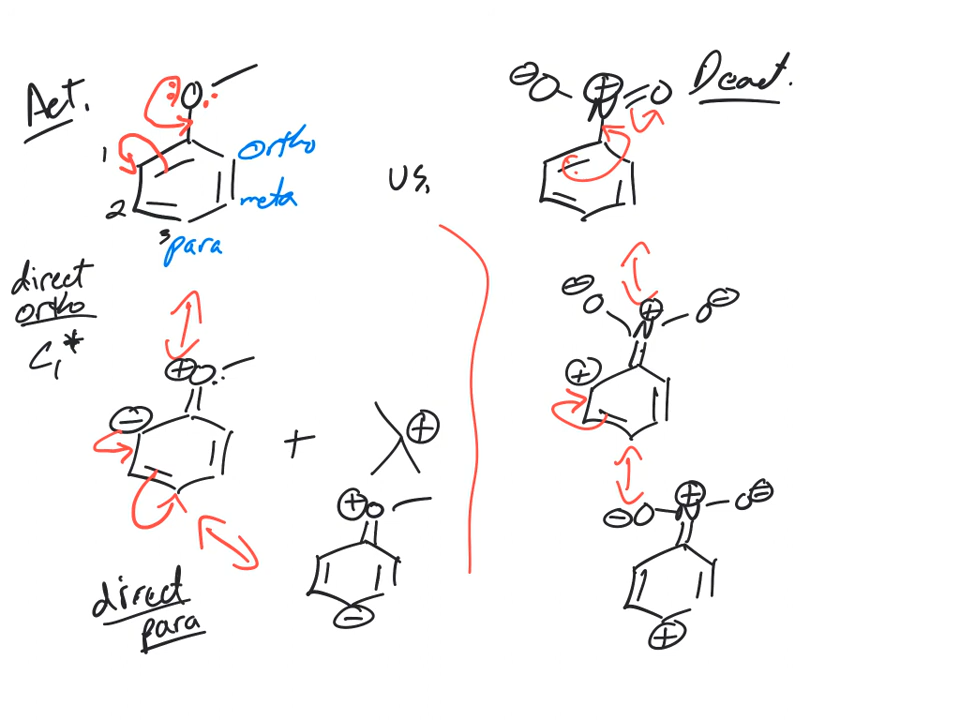 Act.
O
1
2
3
ortho
meta
para
vs.
⊖O
⊕
N
O
Deact.
direct
ortho
C1*
⊕O
⊖
+
⊕
⊕O
⊖
direct
para
⊖
O
⊕
N
O⊖
⊕
⊖O
⊕
N
O⊖
⊕